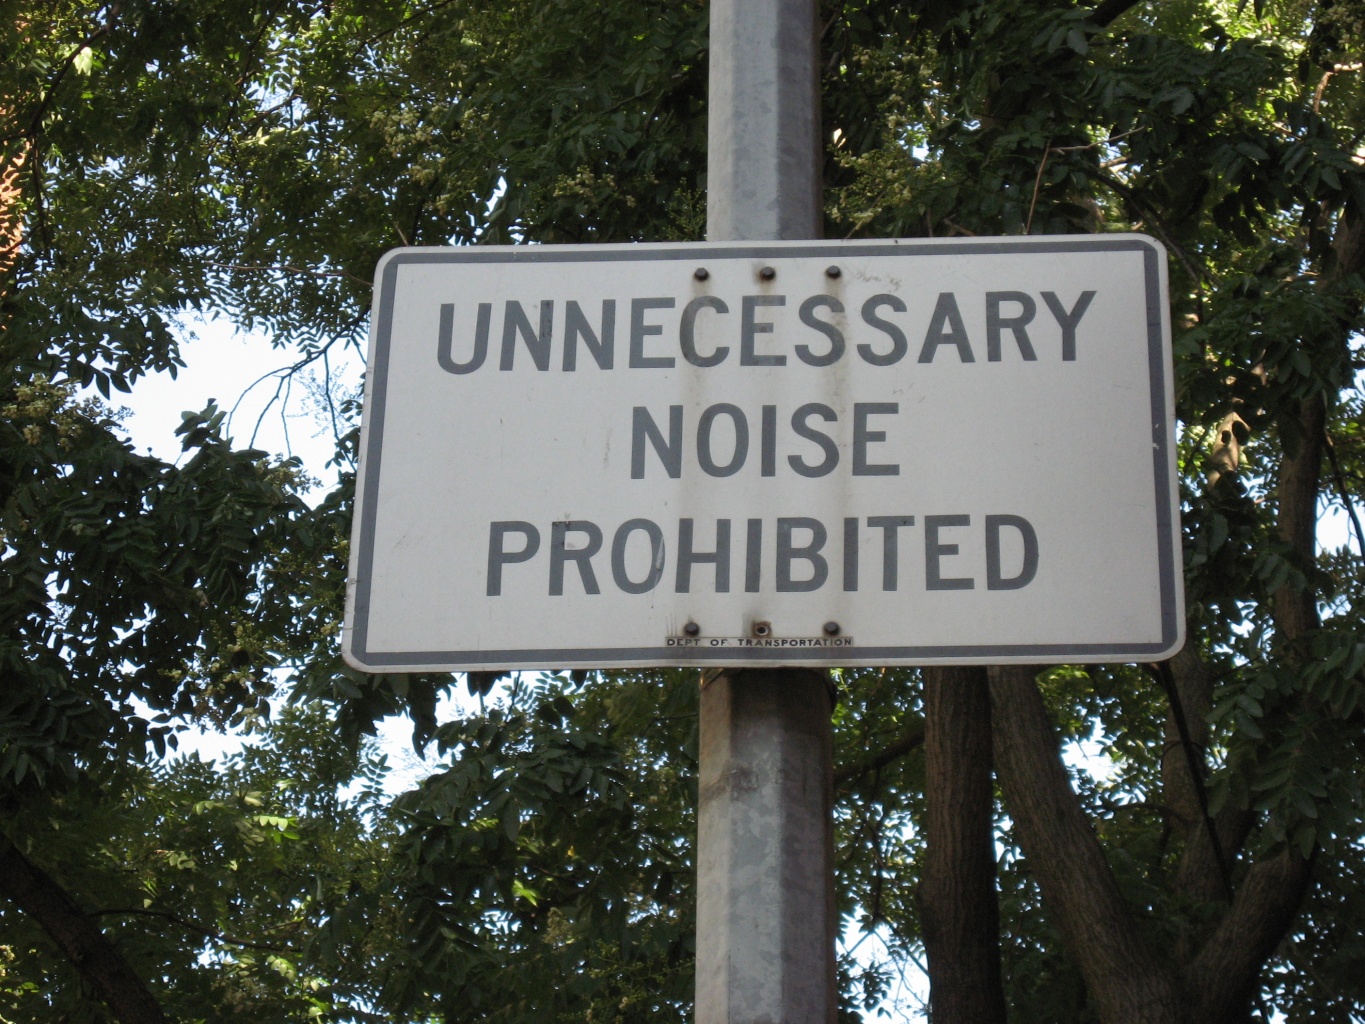 UNNECESSARY
NOISE
PROHIBITED
DEPT OF TRANSPORTATION